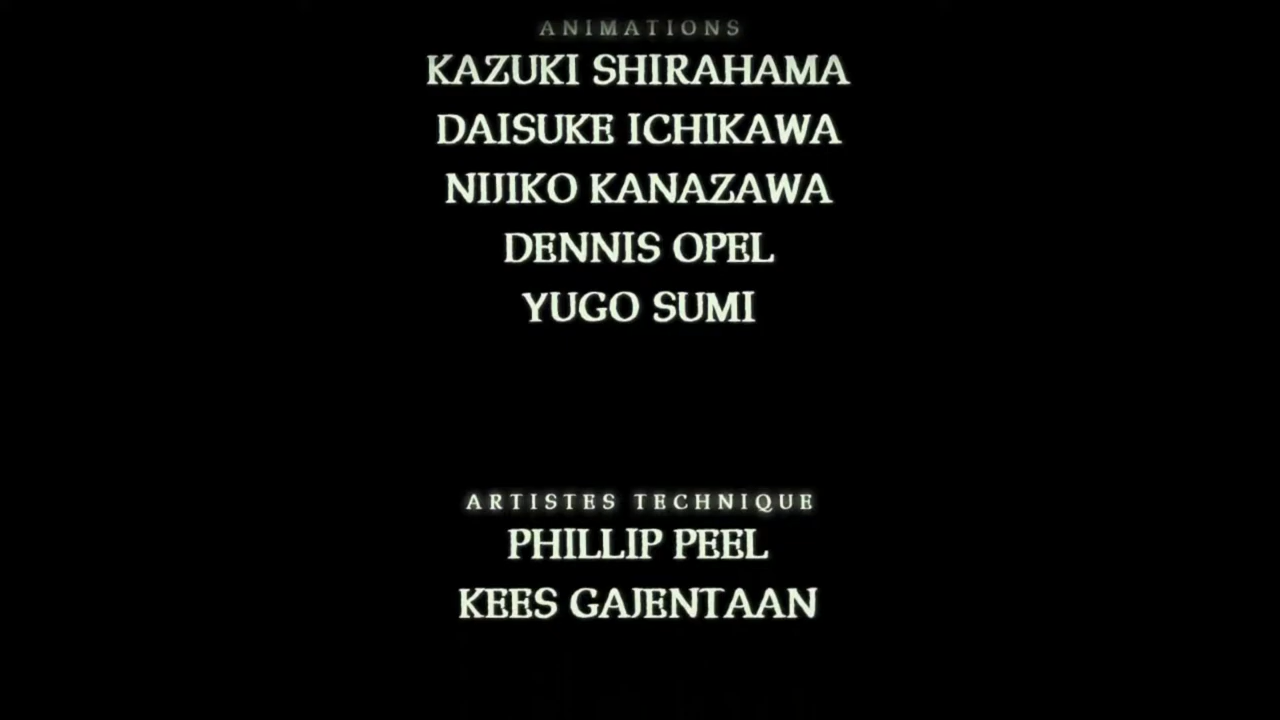 ANIMATIONS
KAZUKI SHIRAHAMA
DAISUKE ICHIKAWA
NIJIKO KANAZAWA
DENNIS OPEL
YUGO SUMI
ARTISTES TECHNIQUE
PHILLIP PEEL
KEES GAJENTAAN